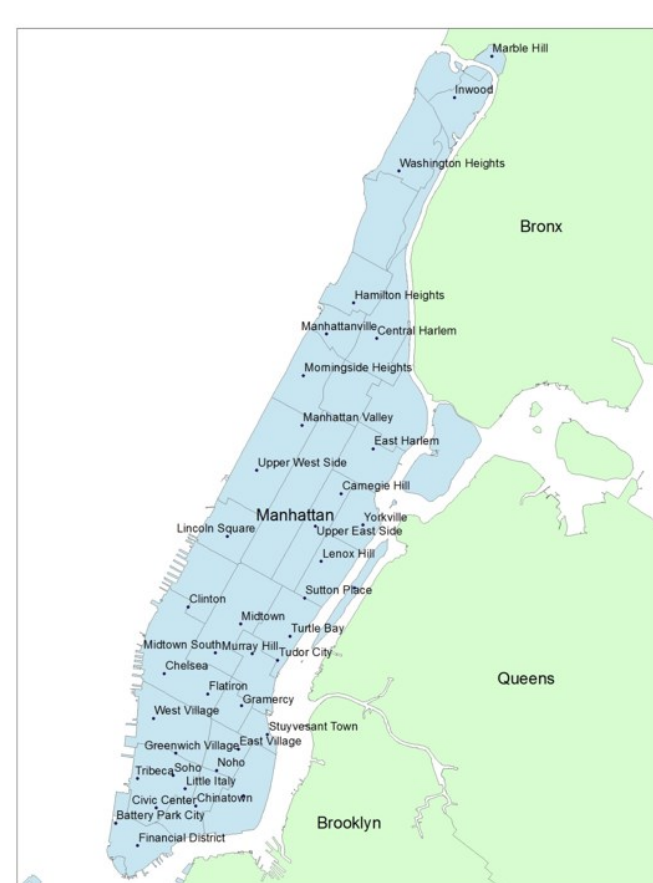 Marble Hill
Inwood
Washington Heights
Bronx
Hamilton Heights
Manhattanville
Central Harlem
Morningside Heights
Manhattan Valley
East Harlem
Upper West Side
Carnegie Hill
Manhattan
Yorkville
Lincoln Square
Upper East Side
Lenox Hill
Sutton Place
Clinton
Midtown
Turtle Bay
Midtown South
Murray Hill
Tudor City
Chelsea
Queens
Flatiron
Gramercy
West Village
Stuyvesant Town
Greenwich Village
East Village
Noho
Tribeca
Soho
Little Italy
Civic Center
Chinatown
Battery Park City
Brooklyn
Financial District